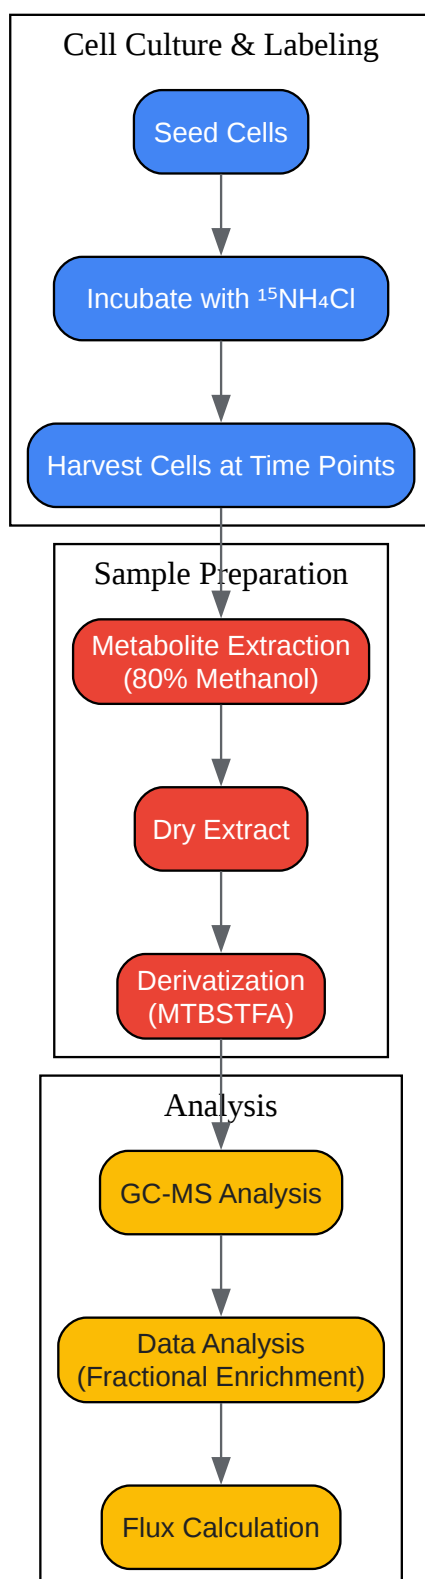 Cell Culture & Labeling
Seed Cells
Incubate with ¹⁵NH₄Cl
Harvest Cells at Time Points
Sample Preparation
Metabolite Extraction
(80% Methanol)
Dry Extract
Derivatization
(MTBSTFA)
Analysis
GC-MS Analysis
Data Analysis
(Fractional Enrichment)
Flux Calculation